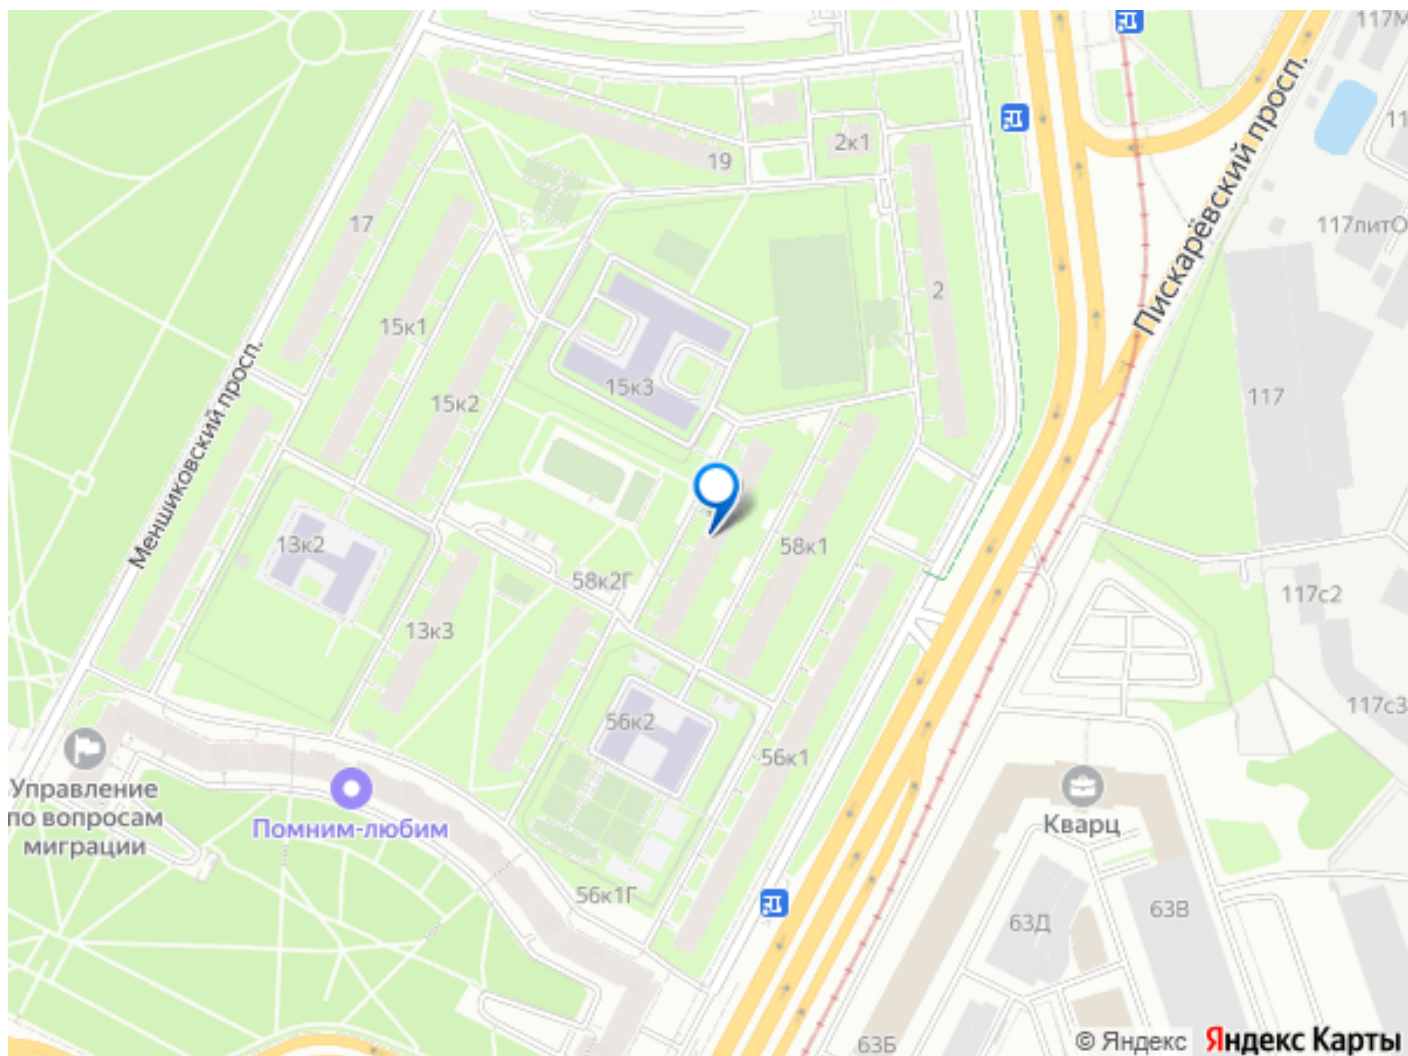 117М
Пискарёвский просп.
11
2к1
19
17
117литО
2
15к1
15к3
15к2
117
Меншиковский просп.
13к2
58к1
58к2Г
117с2
13к3
117с3
56к2
56к1
Управление
по вопросам
миграции
Помним-любим
Кварц
56к1Г
63Д
63В
63Б
© Яндекс Яндекс Карты